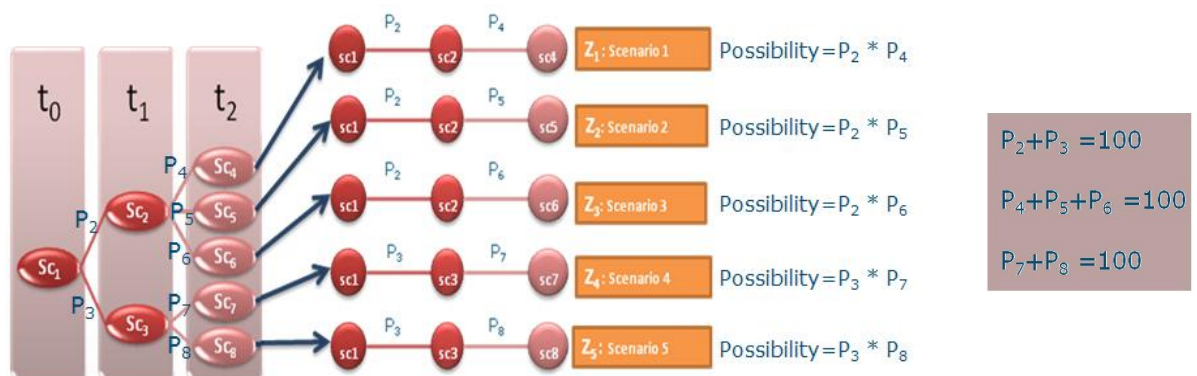 t₀
t₁
t₂
Sc₁
P₂
P₃
Sc₂
Sc₃
P₄
P₅
P₆
P₇
P₈
Sc₄
Sc₅
Sc₆
Sc₇
Sc₈
P₂ P₄
sc1 sc2 sc4 Z₁: Scenario 1 Possibility=P₂ * P₄
P₂ P₅
sc1 sc2 sc5 Z₂: Scenario 2 Possibility=P₂ * P₅
P₂ P₆
sc1 sc2 sc6 Z₃: Scenario 3 Possibility=P₂ * P₆
P₃ P₇
sc1 sc3 sc7 Z₄: Scenario 4 Possibility=P₃ * P₇
P₃ P₈
sc1 sc3 sc8 Z₅: Scenario 5 Possibility=P₃ * P₈
P₂+P₃ =100
P₄+P₅+P₆ =100
P₇+P₈ =100